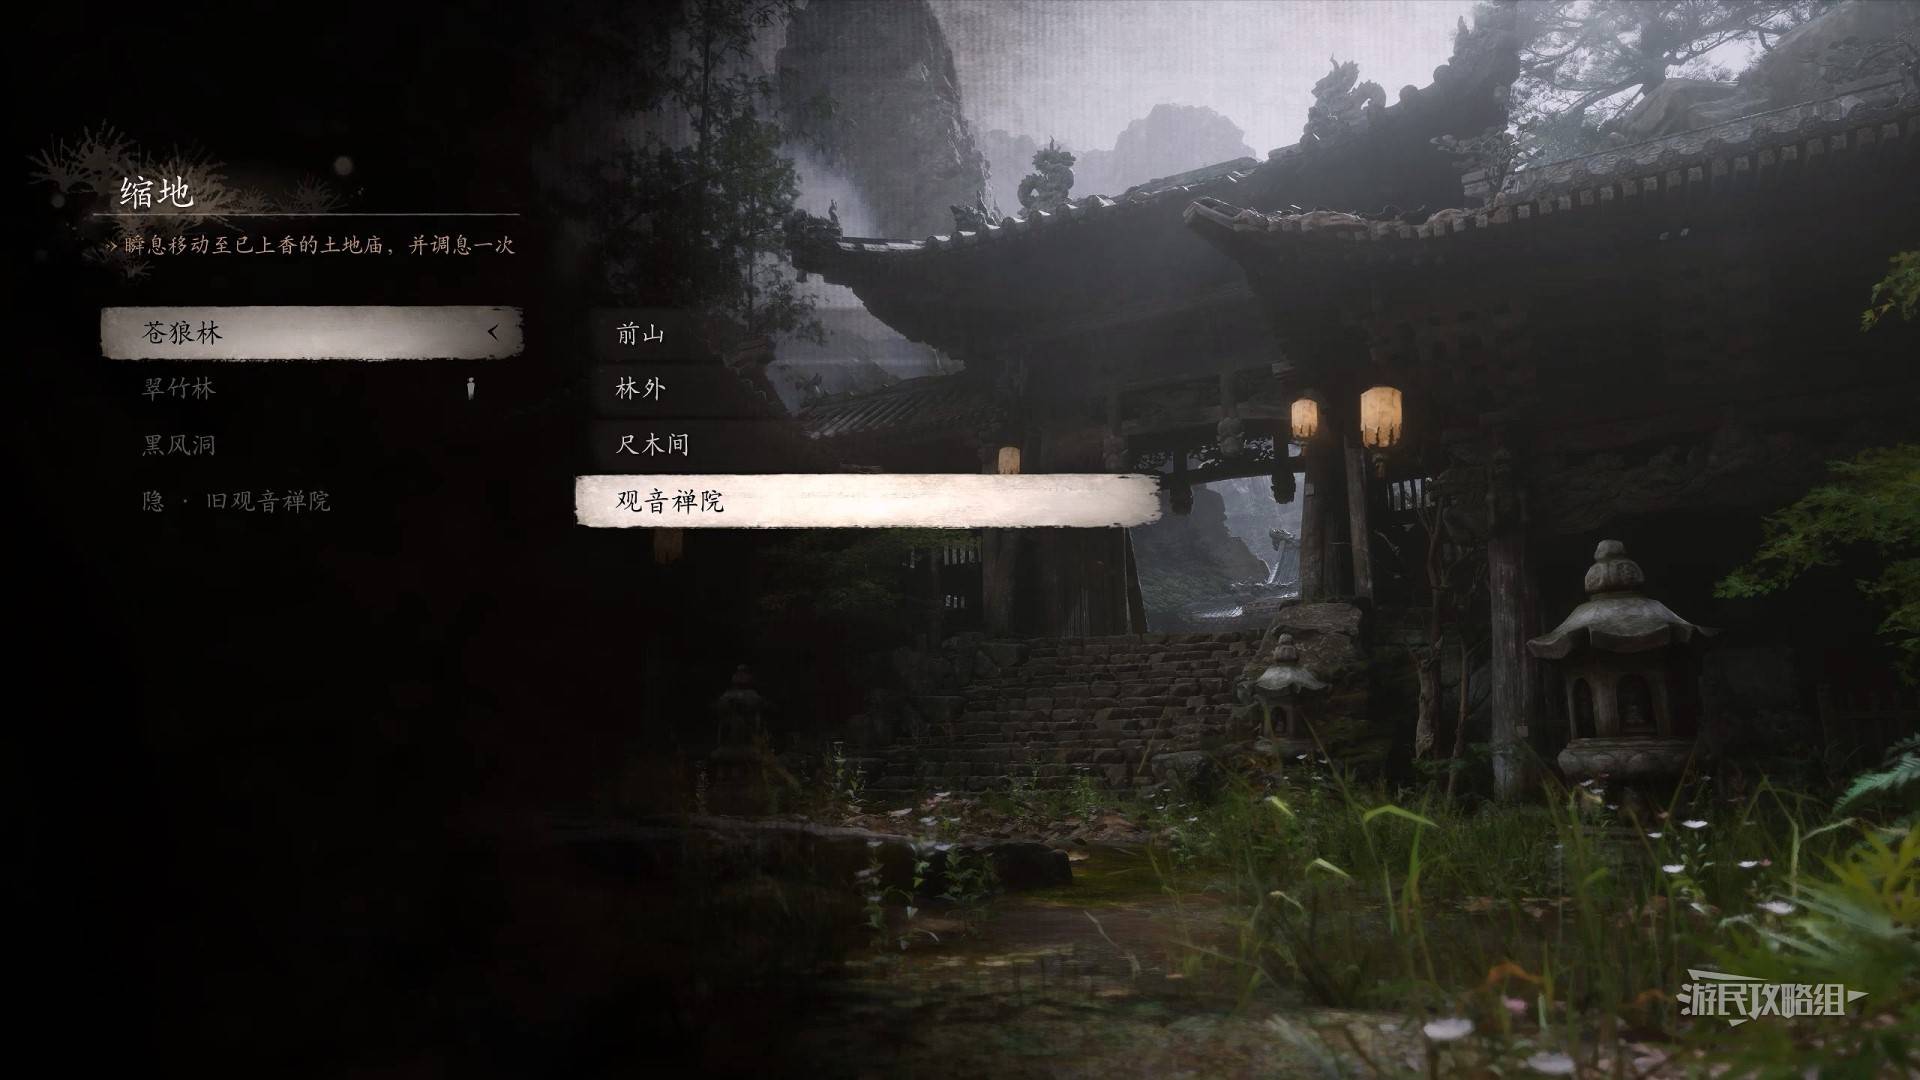 缩地
瞬息移动至已上香的土地庙，并调息一次
苍狼林
翠竹林
黑风洞
隐 · 旧观音禅院
前山
林外
尺木间
观音禅院
游民攻略组